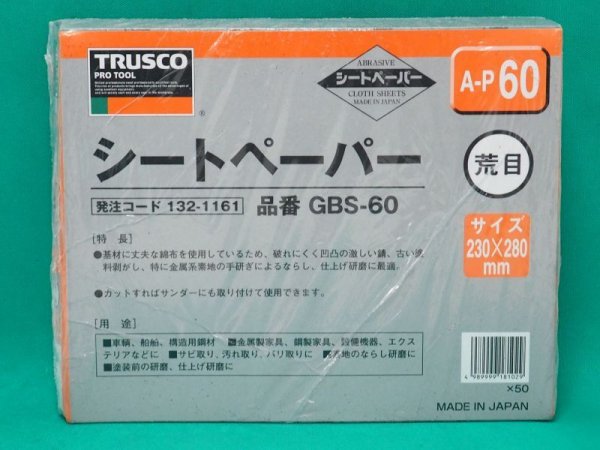 TRUSCO
PRO TOOL
®
ABRASIVE
シートペーパー
CLOTH SHEETS
MADE IN JAPAN
A-P60
シートペーパー
荒目
発注コード 132-1161 品番 GBS-60
サイズ
230×280
mm
[特長]
●基材に丈夫な綿布を使用しているため、破れにくく凹凸の激しい錆、古い塗
料剥がし、特に金属系素地の手研ぎによるならし、仕上げ研磨に最適。
●カットすればサンダーにも取り付けて使用できます。
[用途]
■車輌、船舶、構造用鋼材 ■金属製家具、鋼製家具、設備機器、エクス
テリアなどに ■サビ取り、汚れ取り、バリ取りに ■素地のならし研磨に
■塗装前の研磨、仕上げ研磨に
4 989999 181029
×50
MADE IN JAPAN